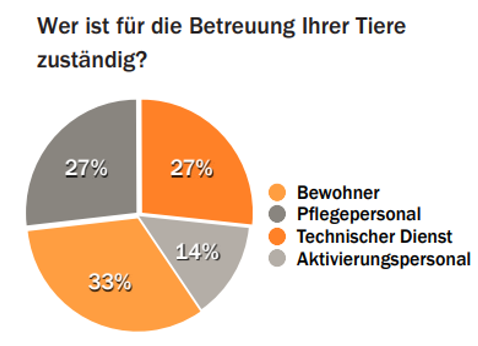 Wer ist für die Betreuung Ihrer Tiere
zuständig?
27%
27%
14%
33%
Bewohner
Pflegepersonal
Technischer Dienst
Aktivierungspersonal